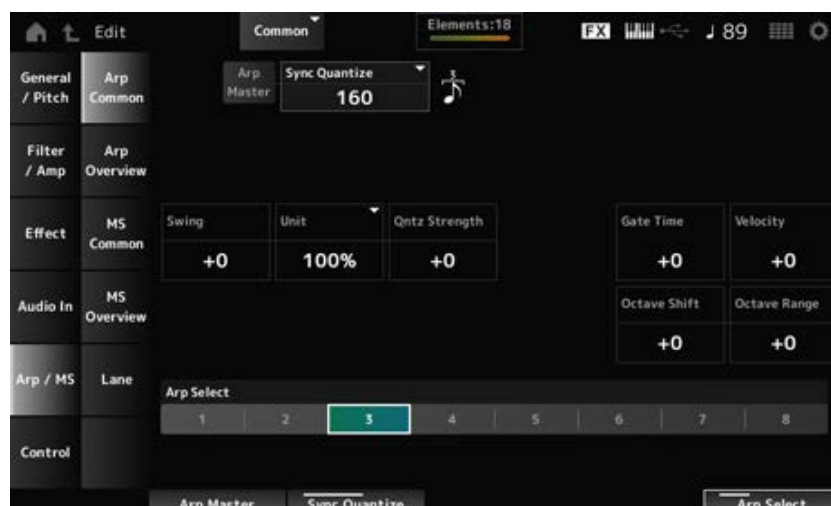 Edit
Common
Elements:18
FX
89
General / Pitch
Arp Common
Arp Master
Sync Quantize
160
3
Filter / Amp
Arp Overview
Effect
MS Common
Swing
Unit
Qntz Strength
Gate Time
Velocity
+0
100%
+0
+0
+0
Audio In
MS Overview
Octave Shift
Octave Range
+0
+0
Arp / MS
Lane
Arp Select
1 2 3 4 5 6 7 8
Control
Arp Master
Sync Quantize
Arp Select